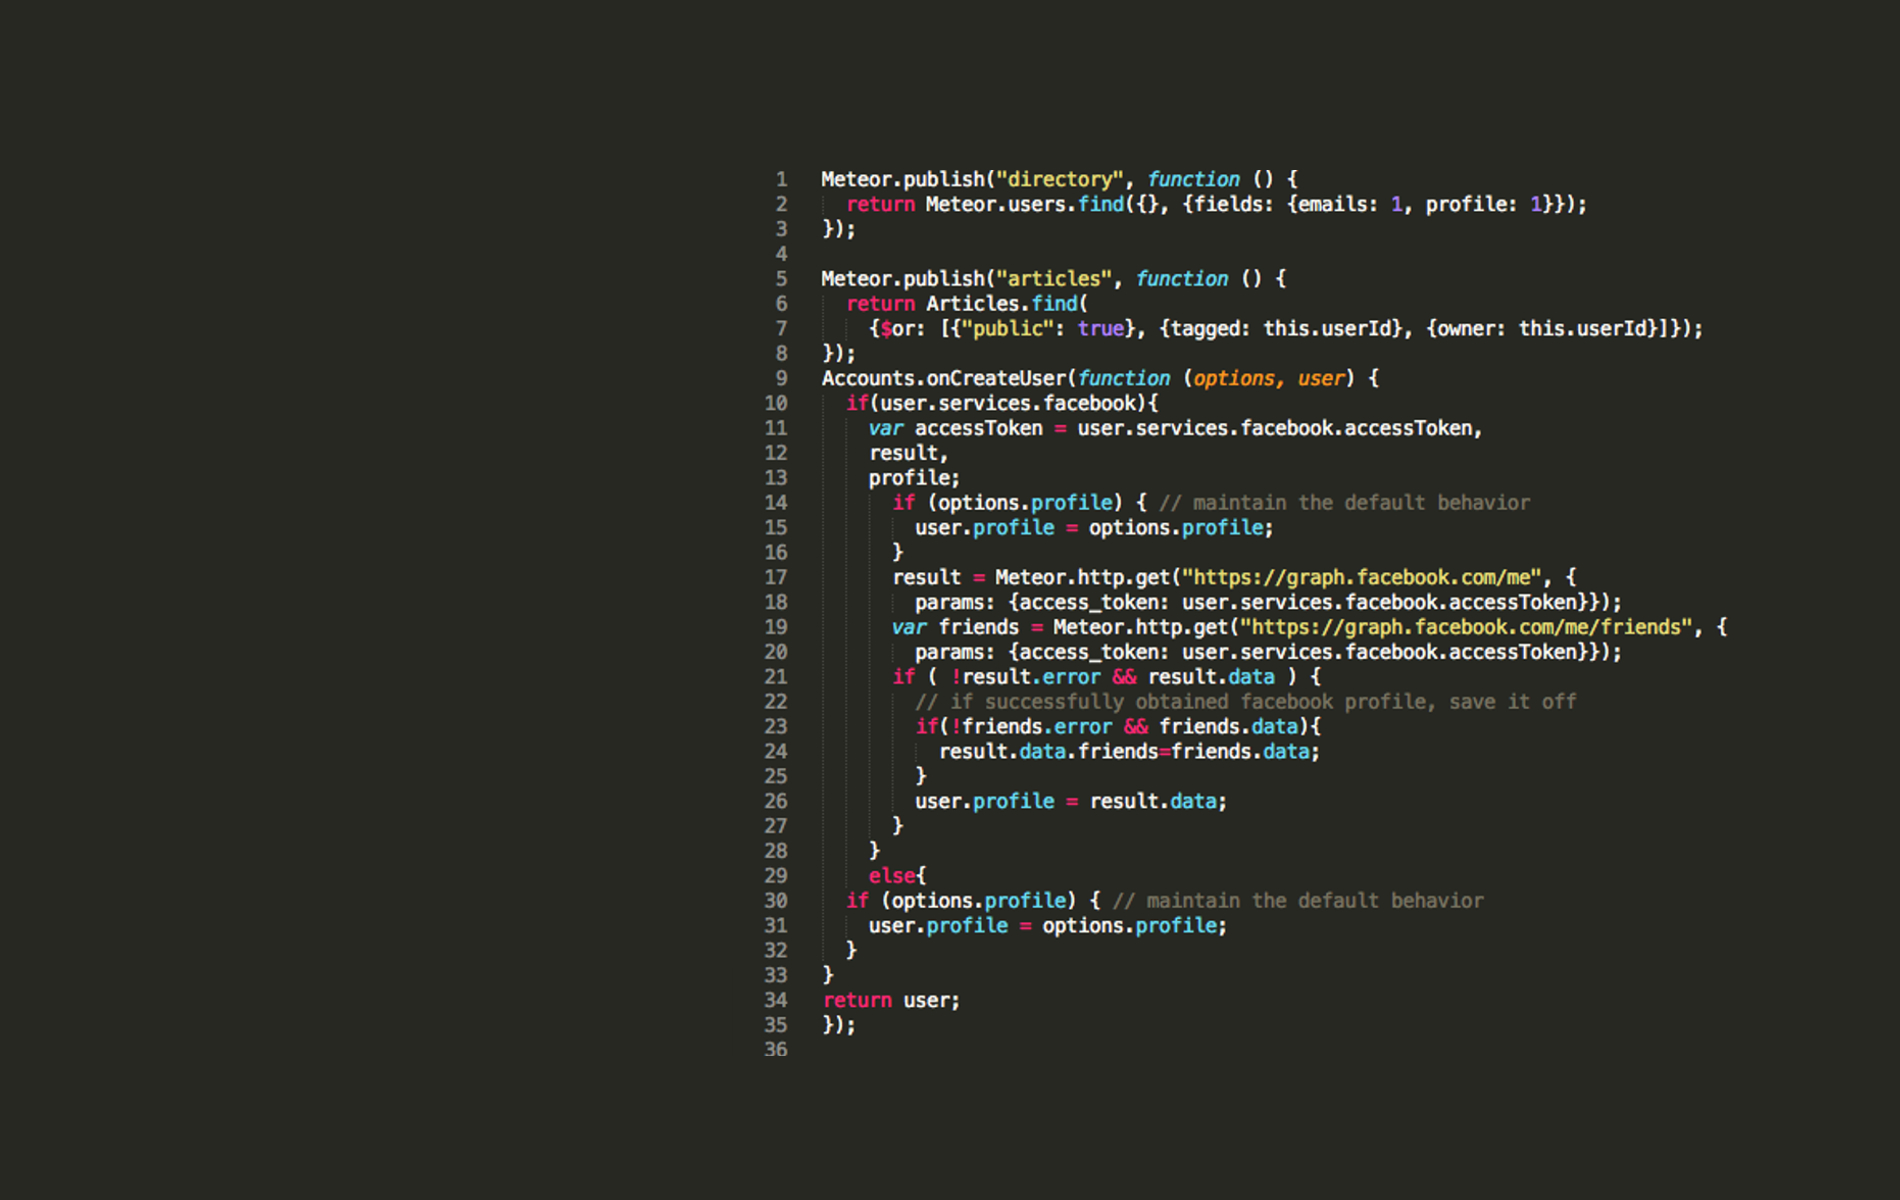 1 Meteor.publish("directory", function () {
2 return Meteor.users.find({}, {fields: {emails: 1, profile: 1}});
3 });
4
5 Meteor.publish("articles", function () {
6 return Articles.find(
7 {$or: [{"public": true}, {tagged: this.userId}, {owner: this.userId}]});
8 });
9 Accounts.onCreateUser(function (options, user) {
10 if(user.services.facebook){
11 var accessToken = user.services.facebook.accessToken,
12 result,
13 profile;
14 if (options.profile) { // maintain the default behavior
15 user.profile = options.profile;
16 }
17 result = Meteor.http.get("https://graph.facebook.com/me", {
18 params: {access_token: user.services.facebook.accessToken}});
19 var friends = Meteor.http.get("https://graph.facebook.com/me/friends", {
20 params: {access_token: user.services.facebook.accessToken}});
21 if ( !result.error && result.data ) {
22 // if successfully obtained facebook profile, save it off
23 if(!friends.error && friends.data){
24 result.data.friends=friends.data;
25 }
26 user.profile = result.data;
27 }
28 }
29 else{
30 if (options.profile) { // maintain the default behavior
31 user.profile = options.profile;
32 }
33 }
34 return user;
35 });
36